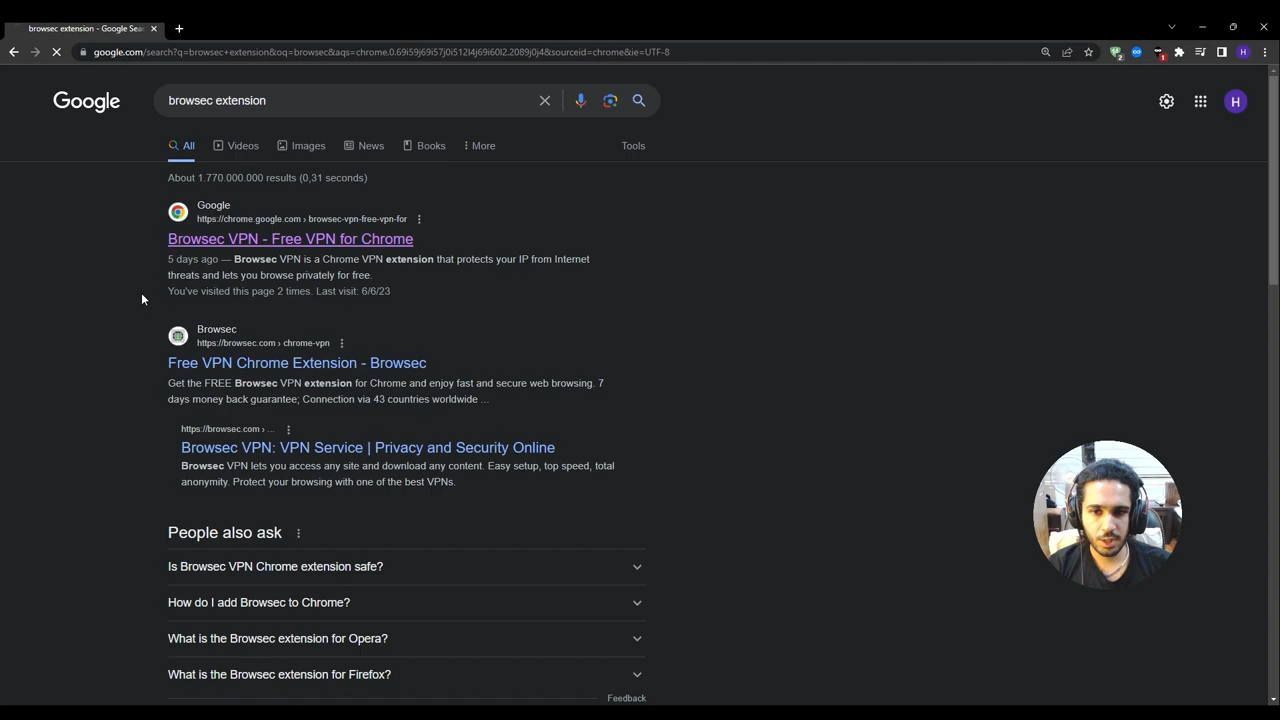 browsec extension - Google Sea
google.com/search?q=browsec+extension&oq=browsec&aqs=chrome.0.69i59j69i57j0i512l4j69i60l2.2089j0j4&sourceid=chrome&ie=UTF-8
2
1
H
Google
browsec extension
H
All
Videos
Images
News
Books
More
Tools
About 1.770.000.000 results (0,31 seconds)
Google
https://chrome.google.com › browsec-vpn-free-vpn-for
Browsec VPN - Free VPN for Chrome
5 days ago — Browsec VPN is a Chrome VPN extension that protects your IP from Internet
threats and lets you browse privately for free.
You've visited this page 2 times. Last visit: 6/6/23
Browsec
https://browsec.com › chrome-vpn
Free VPN Chrome Extension - Browsec
Get the FREE Browsec VPN extension for Chrome and enjoy fast and secure web browsing. 7
days money back guarantee; Connection via 43 countries worldwide ...
https://browsec.com › ...
Browsec VPN: VPN Service | Privacy and Security Online
Browsec VPN lets you access any site and download any content. Easy setup, top speed, total
anonymity. Protect your browsing with one of the best VPNs.
People also ask
Is Browsec VPN Chrome extension safe?
How do I add Browsec to Chrome?
What is the Browsec extension for Opera?
What is the Browsec extension for Firefox?
Feedback